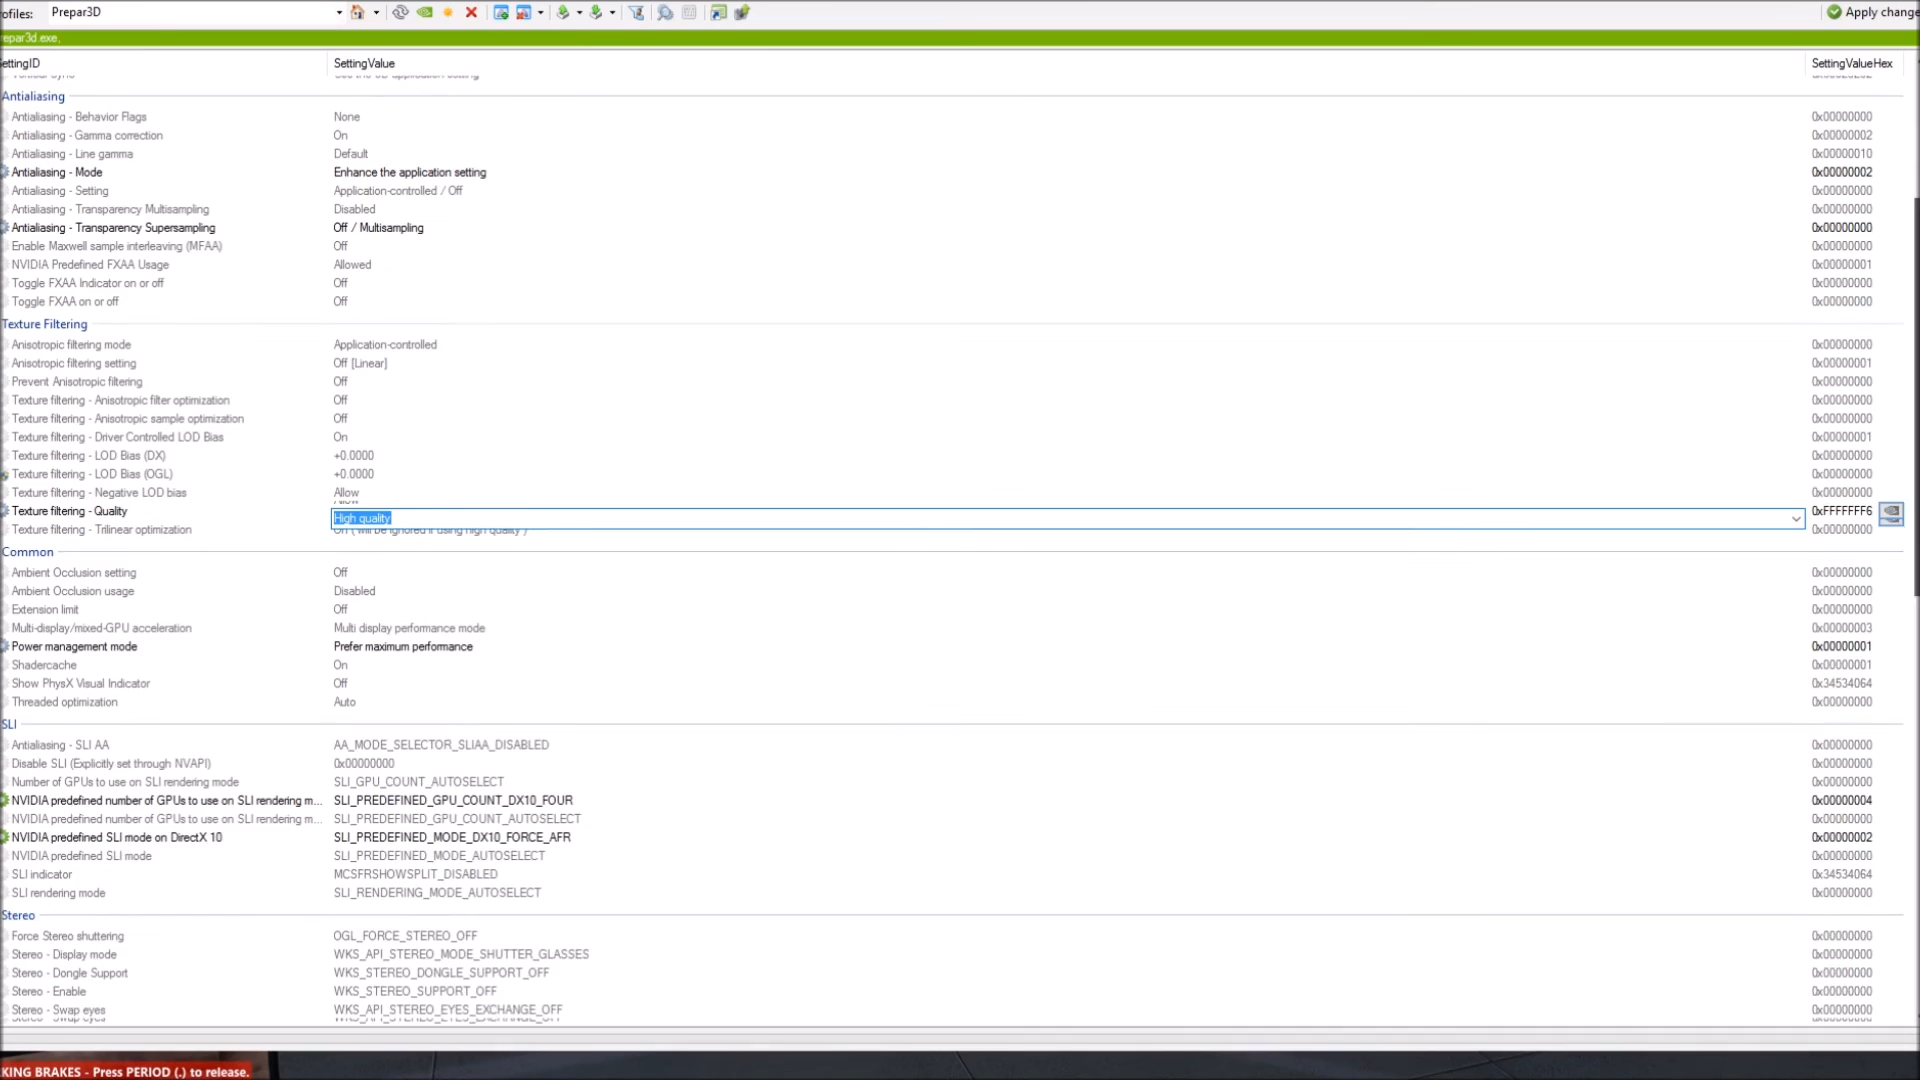 rofiles: Prepar3D Apply change
repar3d.exe,
ettingID SettingValue SettingValueHex
Antialiasing
Antialiasing - Behavior Flags None 0x00000000
Antialiasing - Gamma correction On 0x00000002
Antialiasing - Line gamma Default 0x00000010
Antialiasing - Mode Enhance the application setting 0x00000002
Antialiasing - Setting Application-controlled / Off 0x00000000
Antialiasing - Transparency Multisampling Disabled 0x00000000
Antialiasing - Transparency Supersampling Off / Multisampling 0x00000000
Enable Maxwell sample interleaving (MFAA) Off 0x00000000
NVIDIA Predefined FXAA Usage Allowed 0x00000001
Toggle FXAA Indicator on or off Off 0x00000000
Toggle FXAA on or off Off 0x00000000
Texture Filtering
Anisotropic filtering mode Application-controlled 0x00000000
Anisotropic filtering setting Off [Linear] 0x00000001
Prevent Anisotropic filtering Off 0x00000000
Texture filtering - Anisotropic filter optimization Off 0x00000000
Texture filtering - Anisotropic sample optimization Off 0x00000000
Texture filtering - Driver Controlled LOD Bias On 0x00000001
Texture filtering - LOD Bias (DX) +0.0000 0x00000000
Texture filtering - LOD Bias (OGL) +0.0000 0x00000000
Texture filtering - Negative LOD bias Allow 0x00000000
Texture filtering - Quality High quality 0xFFFFFFF6
Texture filtering - Trilinear optimization On ( will be ignored if using high quality ) 0x00000000
Common
Ambient Occlusion setting Off 0x00000000
Ambient Occlusion usage Disabled 0x00000000
Extension limit Off 0x00000000
Multi-display/mixed-GPU acceleration Multi display performance mode 0x00000003
Power management mode Prefer maximum performance 0x00000001
Shadercache On 0x00000001
Show PhysX Visual Indicator Off 0x34534064
Threaded optimization Auto 0x00000000
SLI
Antialiasing - SLI AA AA_MODE_SELECTOR_SLIAA_DISABLED 0x00000000
Disable SLI (Explicitly set through NVAPI) 0x00000000 0x00000000
Number of GPUs to use on SLI rendering mode SLI_GPU_COUNT_AUTOSELECT 0x00000000
NVIDIA predefined number of GPUs to use on SLI rendering m... SLI_PREDEFINED_GPU_COUNT_DX10_FOUR 0x00000004
NVIDIA predefined number of GPUs to use on SLI rendering m... SLI_PREDEFINED_GPU_COUNT_AUTOSELECT 0x00000000
NVIDIA predefined SLI mode on DirectX 10 SLI_PREDEFINED_MODE_DX10_FORCE_AFR 0x00000002
NVIDIA predefined SLI mode SLI_PREDEFINED_MODE_AUTOSELECT 0x00000000
SLI indicator MCSFRSHOWSPLIT_DISABLED 0x34534064
SLI rendering mode SLI_RENDERING_MODE_AUTOSELECT 0x00000000
Stereo
Force Stereo shuttering OGL_FORCE_STEREO_OFF 0x00000000
Stereo - Display mode WKS_API_STEREO_MODE_SHUTTER_GLASSES 0x00000000
Stereo - Dongle Support WKS_STEREO_DONGLE_SUPPORT_OFF 0x00000000
Stereo - Enable WKS_STEREO_SUPPORT_OFF 0x00000000
Stereo - Swap eyes WKS_API_STEREO_EYES_EXCHANGE_OFF 0x00000000
KING BRAKES - Press PERIOD (.) to release.